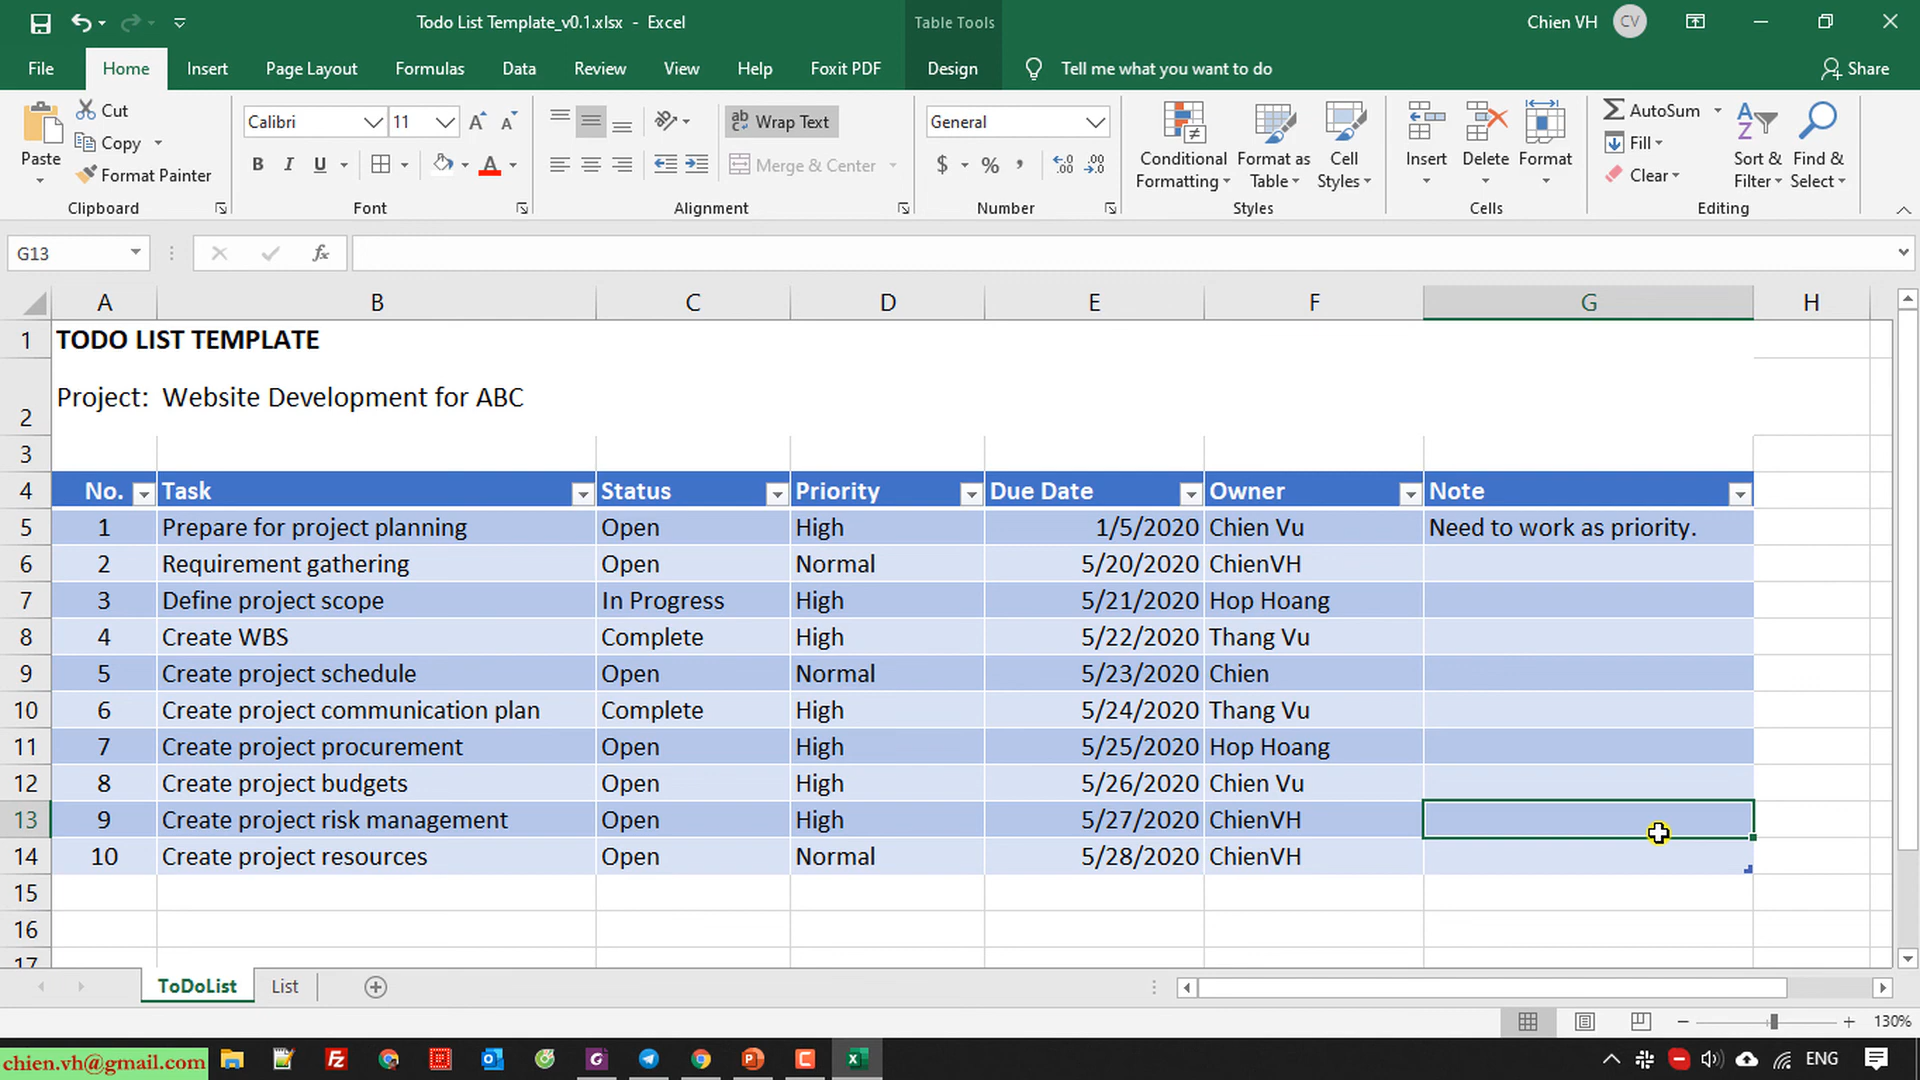 Todo List Template_v0.1.xlsx - Excel
Table Tools
Chien VH
CV
File
Home
Insert
Page Layout
Formulas
Data
Review
View
Help
Foxit PDF
Design
Tell me what you want to do
Share
Paste
Cut
Copy
Format Painter
Clipboard
Calibri
11
B I U
Font
Wrap Text
Merge & Center
Alignment
General
$ % ,
Number
Conditional Formatting
Format as Table
Cell Styles
Styles
Insert
Delete
Format
Cells
AutoSum
Fill
Clear
Sort & Filter
Find & Select
Editing
G13
fx
A B C D E F G H
1 TODO LIST TEMPLATE
2 Project: Website Development for ABC
3
4 No. Task Status Priority Due Date Owner Note
5 1 Prepare for project planning Open High 1/5/2020 Chien Vu Need to work as priority.
6 2 Requirement gathering Open Normal 5/20/2020 ChienVH
7 3 Define project scope In Progress High 5/21/2020 Hop Hoang
8 4 Create WBS Complete High 5/22/2020 Thang Vu
9 5 Create project schedule Open Normal 5/23/2020 Chien
10 6 Create project communication plan Complete High 5/24/2020 Thang Vu
11 7 Create project procurement Open High 5/25/2020 Hop Hoang
12 8 Create project budgets Open High 5/26/2020 Chien Vu
13 9 Create project risk management Open High 5/27/2020 ChienVH
14 10 Create project resources Open Normal 5/28/2020 ChienVH
15
16
17
ToDoList
List
130%
chien.vh@gmail.com
ENG